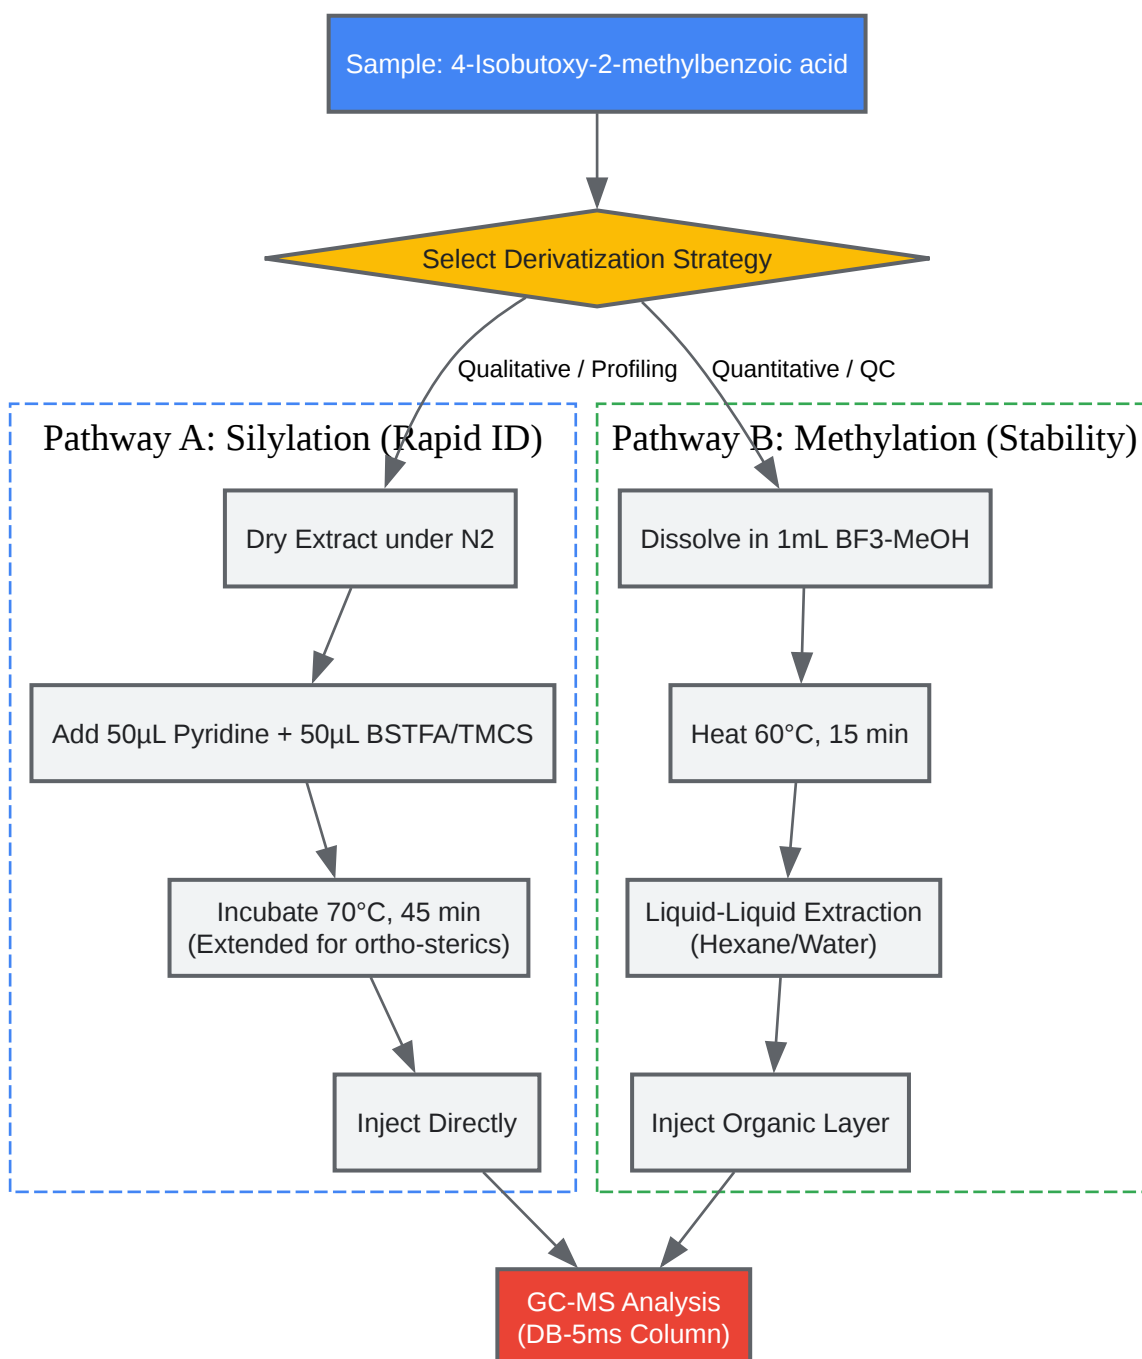 Sample: 4-Isobutoxy-2-methylbenzoic acid
Select Derivatization Strategy
Qualitative / Profiling
Quantitative / QC
Pathway A: Silylation (Rapid ID)
Dry Extract under N2
Add 50µL Pyridine + 50µL BSTFA/TMCS
Incubate 70°C, 45 min
(Extended for ortho-sterics)
Inject Directly
Pathway B: Methylation (Stability)
Dissolve in 1mL BF3-MeOH
Heat 60°C, 15 min
Liquid-Liquid Extraction
(Hexane/Water)
Inject Organic Layer
GC-MS Analysis
(DB-5ms Column)